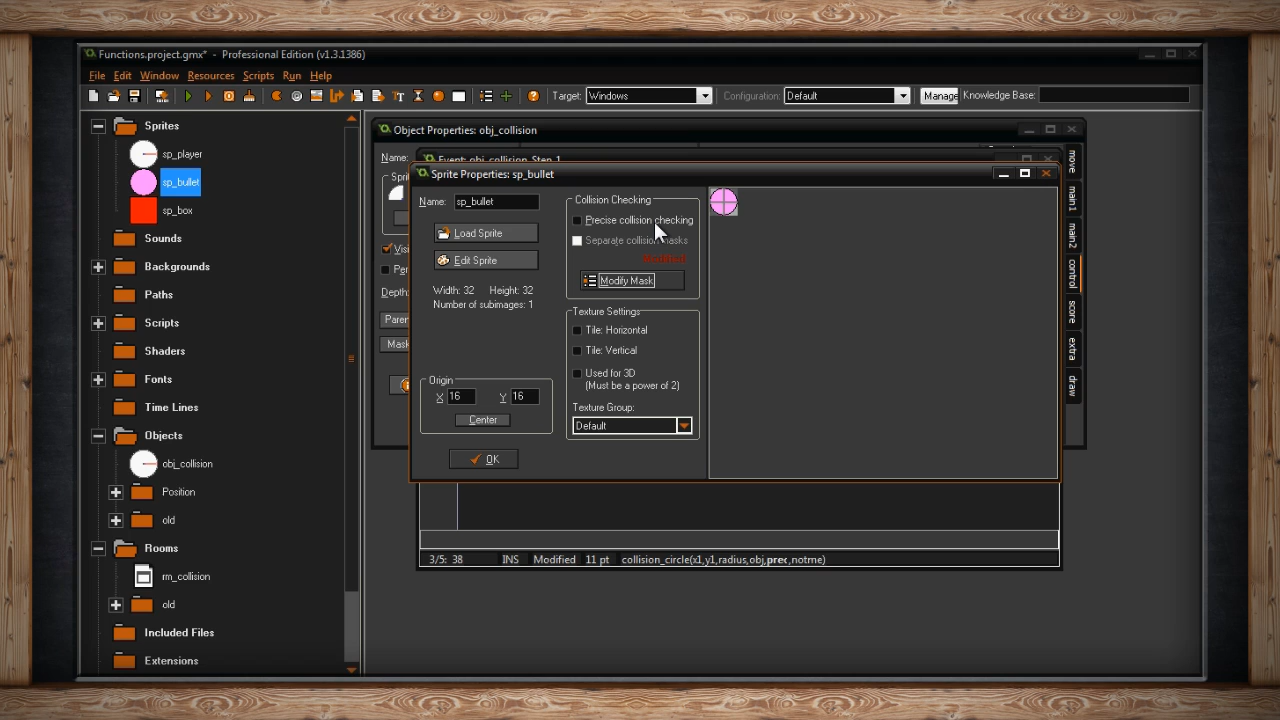 Functions.project.gmx* - Professional Edition (v1.3.1386)
File Edit Window Resources Scripts Run Help
Target: Windows Configuration: Default Manage Knowledge Base:
Sprites
sp_player
sp_bullet
sp_box
Sounds
Backgrounds
Paths
Scripts
Shaders
Fonts
Time Lines
Objects
obj_collision
Position
old
Rooms
rm_collision
old
Included Files
Extensions
Object Properties: obj_collision
Name:
Spri
Visi
Per
Depth:
Paren
Mask
Event: obj_collision, Step 1
Sprite Properties: sp_bullet
Name: sp_bullet
Load Sprite
Edit Sprite
Width: 32 Height: 32
Number of subimages: 1
Origin
X 16 Y 16
Center
OK
Collision Checking
Precise collision checking
Separate collision masks
Modify Mask
Texture Settings
Tile: Horizontal
Tile: Vertical
Used for 3D
(Must be a power of 2)
Texture Group:
Default
move
main1
main2
control
score
extra
draw
3/5: 38 INS Modified 11 pt collision_circle(x1,y1,radius,obj,prec,notme)